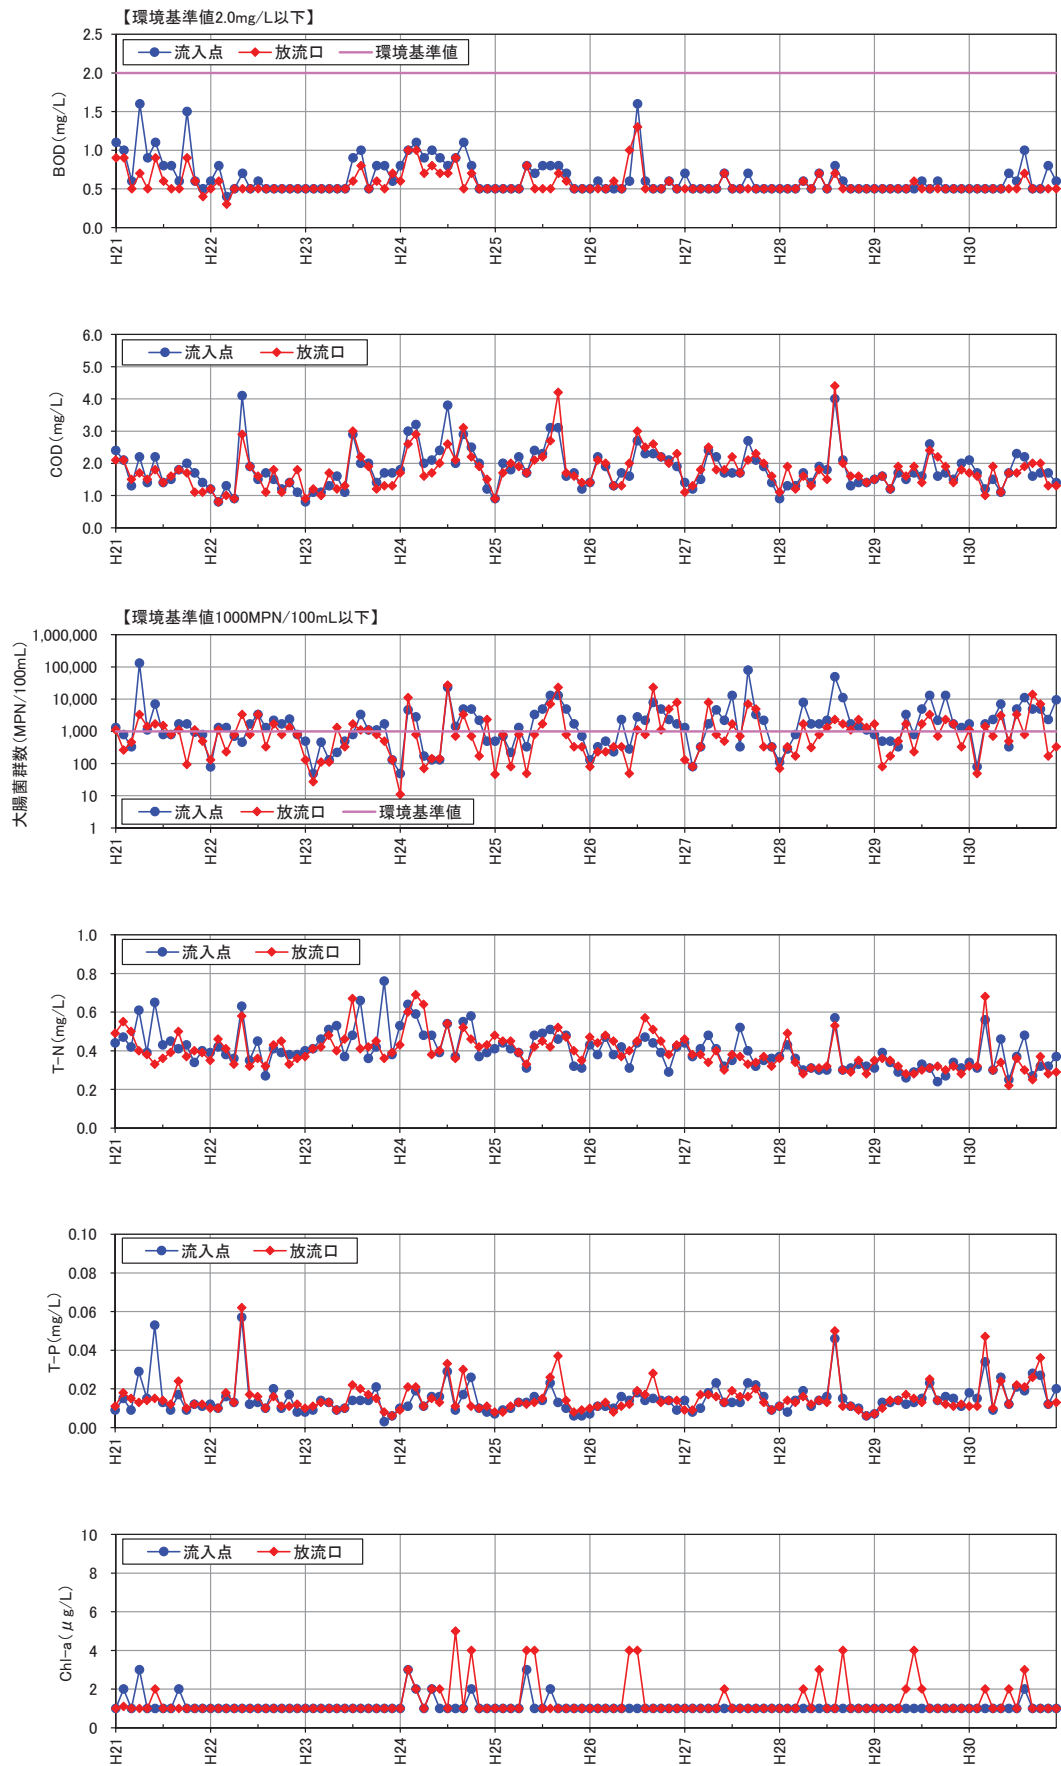 【環境基準値2.0mg/L以下】
2.5
2.0
1.5
1.0
0.5
0.0
BOD(mg/L)
流入点 放流口 環境基準値
H21 H22 H23 H24 H25 H26 H27 H28 H29 H30
6.0
5.0
4.0
3.0
2.0
1.0
0.0
COD(mg/L)
流入点 放流口
H21 H22 H23 H24 H25 H26 H27 H28 H29 H30
【環境基準値1000MPN/100mL以下】
1,000,000
100,000
10,000
1,000
100
10
1
大腸菌群数(MPN/100mL)
流入点 放流口 環境基準値
H21 H22 H23 H24 H25 H26 H27 H28 H29 H30
1.0
0.8
0.6
0.4
0.2
0.0
T-N(mg/L)
流入点 放流口
H21 H22 H23 H24 H25 H26 H27 H28 H29 H30
0.10
0.08
0.06
0.04
0.02
0.00
T-P(mg/L)
流入点 放流口
H21 H22 H23 H24 H25 H26 H27 H28 H29 H30
10
8
6
4
2
0
Chl-a(μg/L)
流入点 放流口
H21 H22 H23 H24 H25 H26 H27 H28 H29 H30